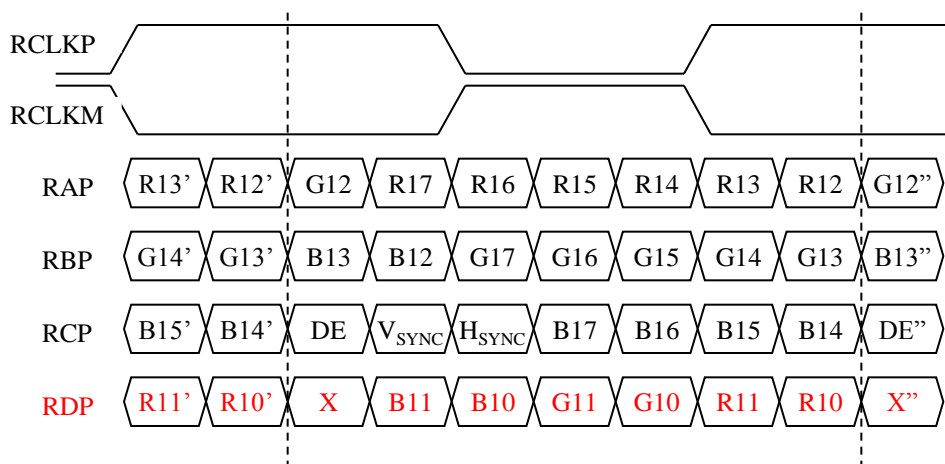 RCLKP
RCLKM
RAP R13’ R12’ G12 R17 R16 R15 R14 R13 R12 G12”
RBP G14’ G13’ B13 B12 G17 G16 G15 G14 G13 B13”
RCP B15’ B14’ DE VSYNC HSYNC B17 B16 B15 B14 DE”
RDP R11’ R10’ X B11 B10 G11 G10 R11 R10 X”